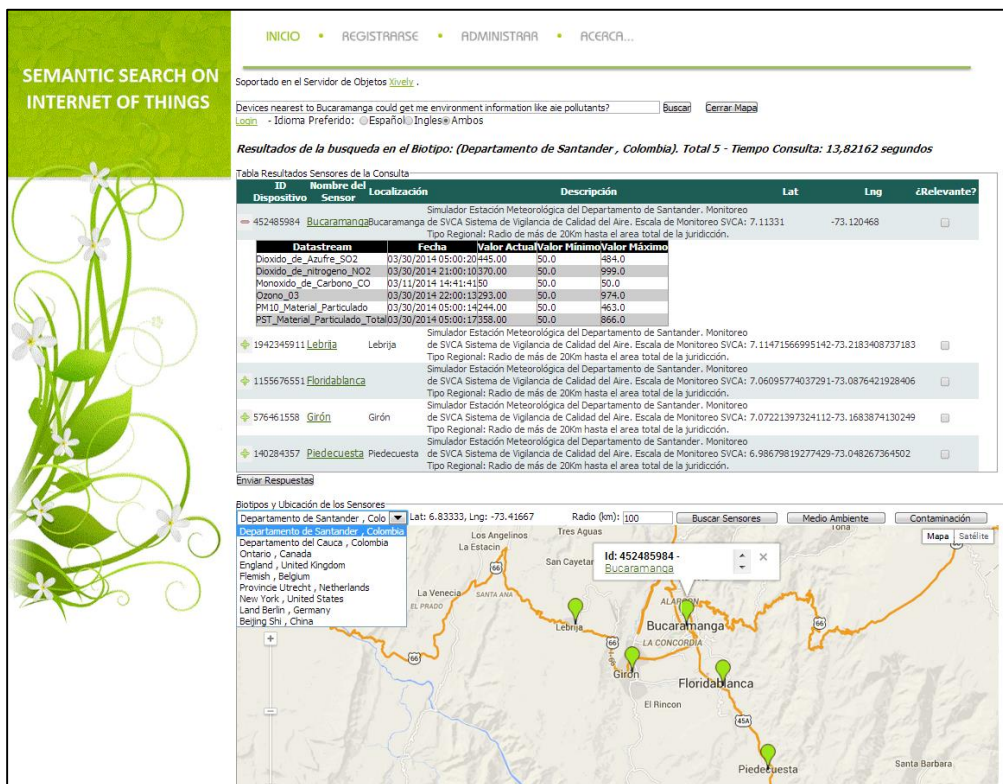 SEMANTIC SEARCH ON
INTERNET OF THINGS
INICIO • REGISTRARSE • ADMINISTRAR • ACERCA...
Soportado en el Servidor de Objetos Xively .
Devices nearest to Bucaramanga could get me environment information like aie pollutants? Buscar Cerrar Mapa
Login - Idioma Preferido: Español Ingles Ambos
Resultados de la busqueda en el Biotipo: (Departamento de Santander , Colombia). Total 5 - Tiempo Consulta: 13,82162 segundos
Tabla Resultados Sensores de la Consulta
ID Dispositivo Nombre del Sensor Localización Descripción Lat Lng ¿Relevante?
Simulador Estación Meteorológica del Departamento de Santander. Monitoreo
452485984 Bucaramanga Bucaramanga de SVCA Sistema de Vigilancia de Calidad del Aire. Escala de Monitoreo SVCA: 7.11331 -73.120468
Tipo Regional: Radio de más de 20Km hasta el area total de la juridicción.
Datastream Fecha Valor Actual Valor Mínimo Valor Máximo
Dioxido_de_Azufre_SO2 03/30/2014 05:00:20 445.00 50.0 484.0
Dioxido_de_nitrogeno_NO2 03/30/2014 21:00:10 370.00 50.0 999.0
Monoxido_de_Carbono_CO 03/11/2014 14:41:41 50 50.0 50.0
Ozono_03 03/30/2014 22:00:13 293.00 50.0 974.0
PM10_Material_Particulado 03/30/2014 05:00:14 244.00 50.0 463.0
PST_Material_Particulado_Total 03/30/2014 05:00:17 358.00 50.0 866.0
Simulador Estación Meteorológica del Departamento de Santander. Monitoreo
1942345911 Lebrija Lebrija de SVCA Sistema de Vigilancia de Calidad del Aire. Escala de Monitoreo SVCA: 7.11471566995142 -73.2183408737183
Tipo Regional: Radio de más de 20Km hasta el area total de la juridicción.
Simulador Estación Meteorológica del Departamento de Santander. Monitoreo
1155676551 Floridablanca de SVCA Sistema de Vigilancia de Calidad del Aire. Escala de Monitoreo SVCA: 7.06095774037291 -73.0876421928406
Tipo Regional: Radio de más de 20Km hasta el area total de la juridicción.
Simulador Estación Meteorológica del Departamento de Santander. Monitoreo
576461558 Girón Girón de SVCA Sistema de Vigilancia de Calidad del Aire. Escala de Monitoreo SVCA: 7.07221397324112 -73.1683874130249
Tipo Regional: Radio de más de 20Km hasta el area total de la juridicción.
Simulador Estación Meteorológica del Departamento de Santander. Monitoreo
140284357 Piedecuesta Piedecuesta de SVCA Sistema de Vigilancia de Calidad del Aire. Escala de Monitoreo SVCA: 6.98679819277429 -73.048267364502
Tipo Regional: Radio de más de 20Km hasta el area total de la juridicción.
Enviar Respuestas
Biotipos y Ubicación de los Sensores
Departamento de Santander , Colo Lat: 6.83333, Lng: -73.41667 Radio (km): 100 Buscar Sensores Medio Ambiente Contaminación
Departamento de Santander , Colombia
Departamento del Cauca , Colombia
Ontario , Canada
England , United Kingdom
Flemish , Belgium
Provincie Utrecht , Netherlands
New York , United States
Land Berlin , Germany
Beijing Shi , China
Los Angelinos
Tres Aguas
Tona
Mapa Satélite
La Estacin
66
San Cayetan
Id: 452485984 -
Bucaramanga
La Venecia
SANTA ANA
EL PRADO
Lebrija
Bucaramanga
66
66
LA CONCORDIA
66
Girón
Floridablanca
El Rincon
45A
Piedecuesta
Santa Barbara